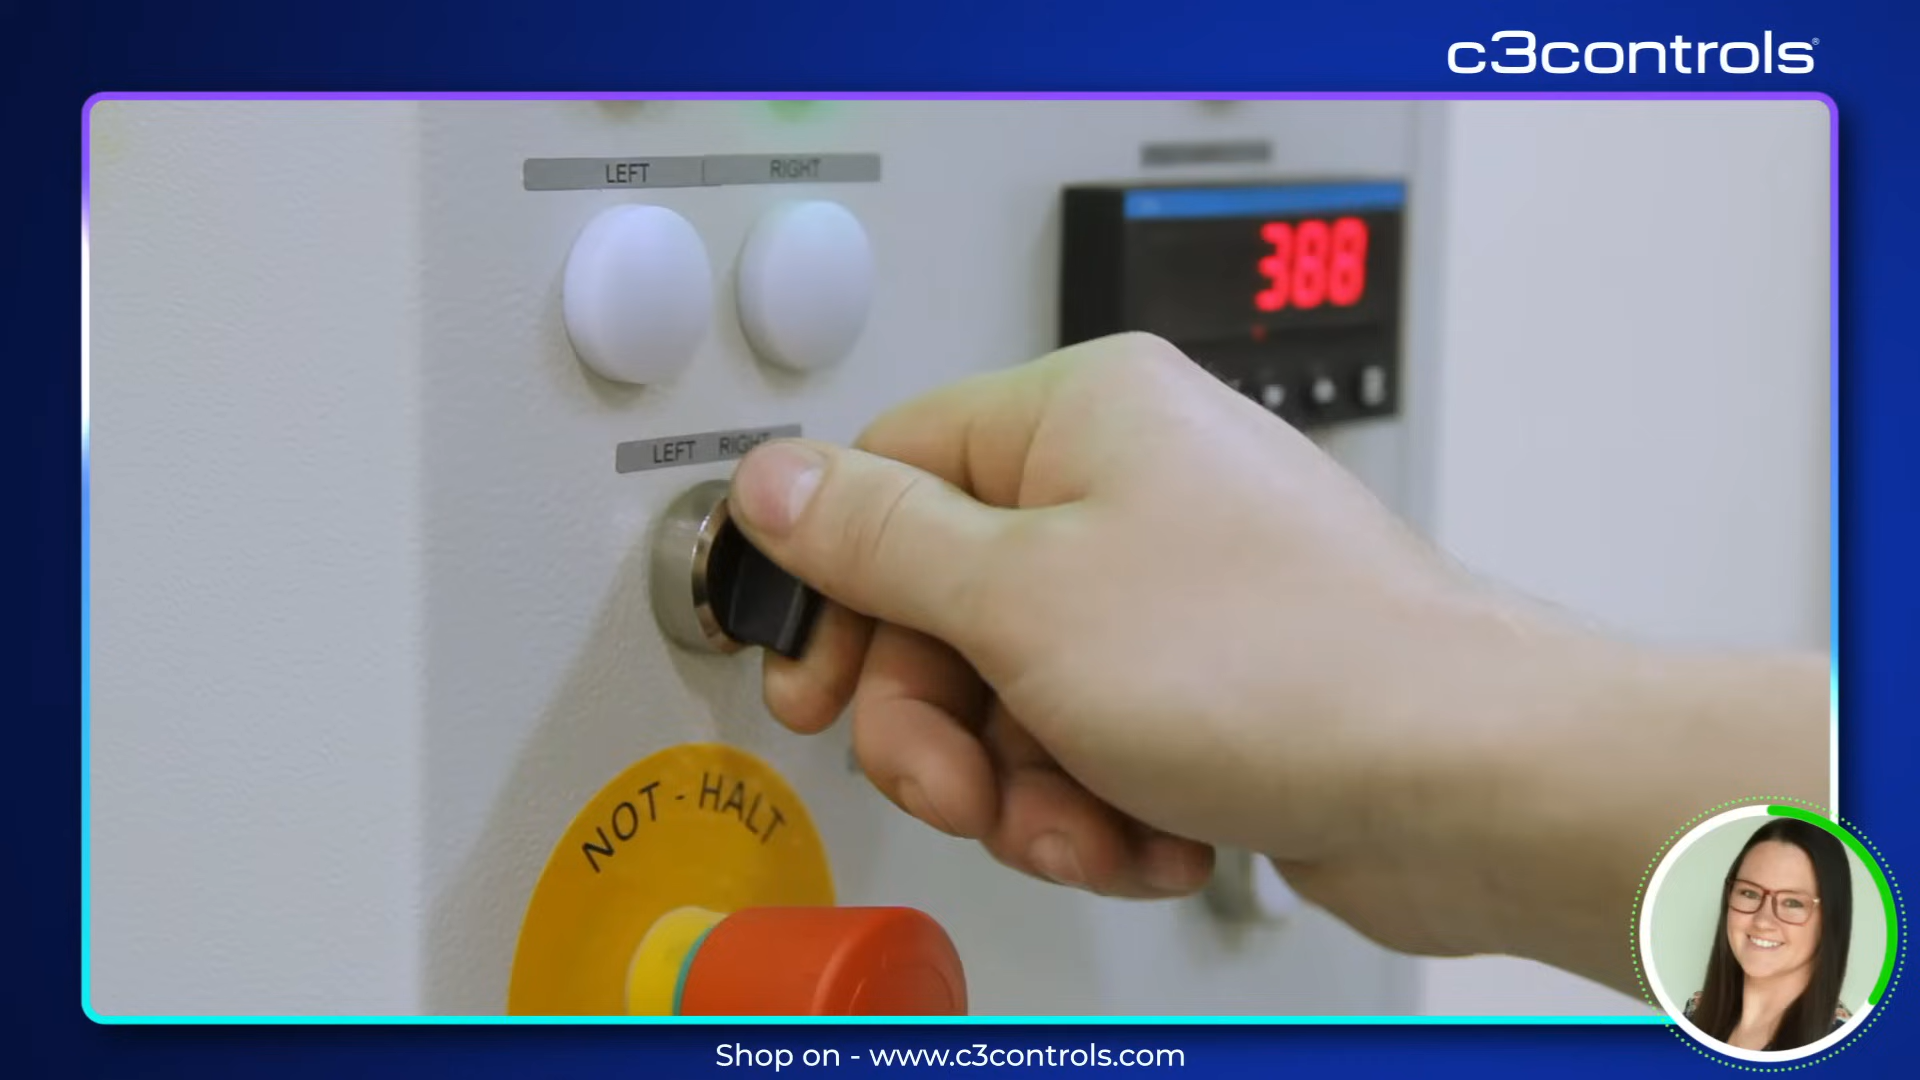 c3controls®
LEFT RIGHT
388
LEFT RIGHT
NOT-HALT
Shop on - www.c3controls.com